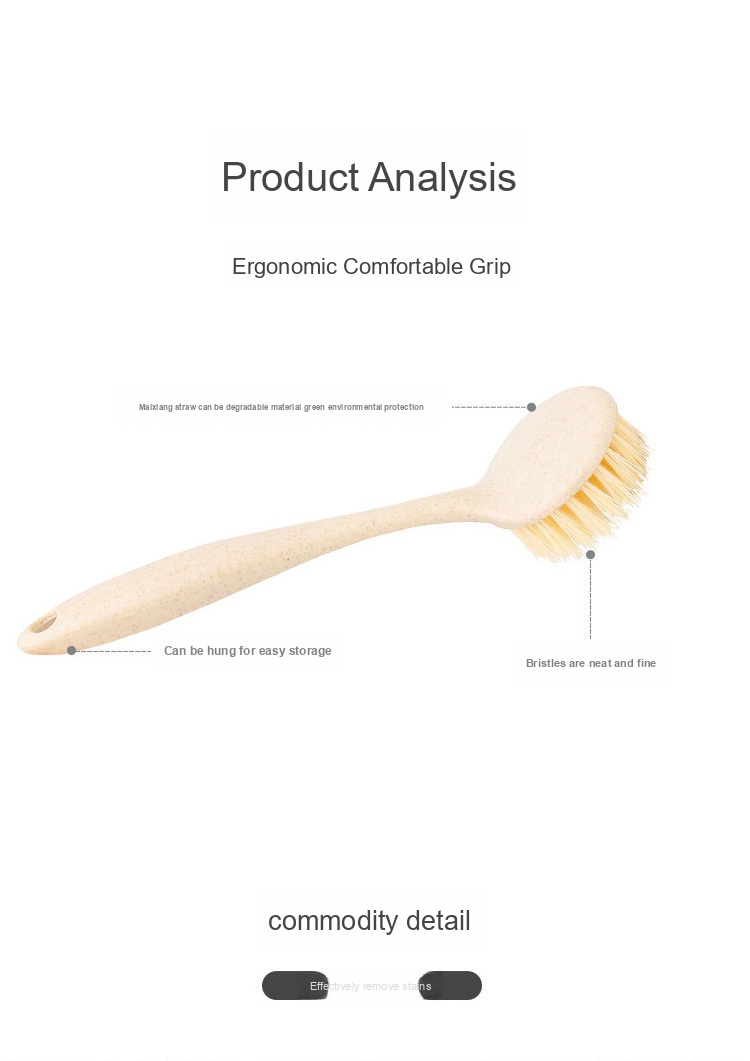 Product Analysis
Ergonomic Comfortable Grip
Maixiang straw can be degradable material green environmental protection
Can be hung for easy storage
Bristles are neat and fine
commodity detail
Effectively remove stains